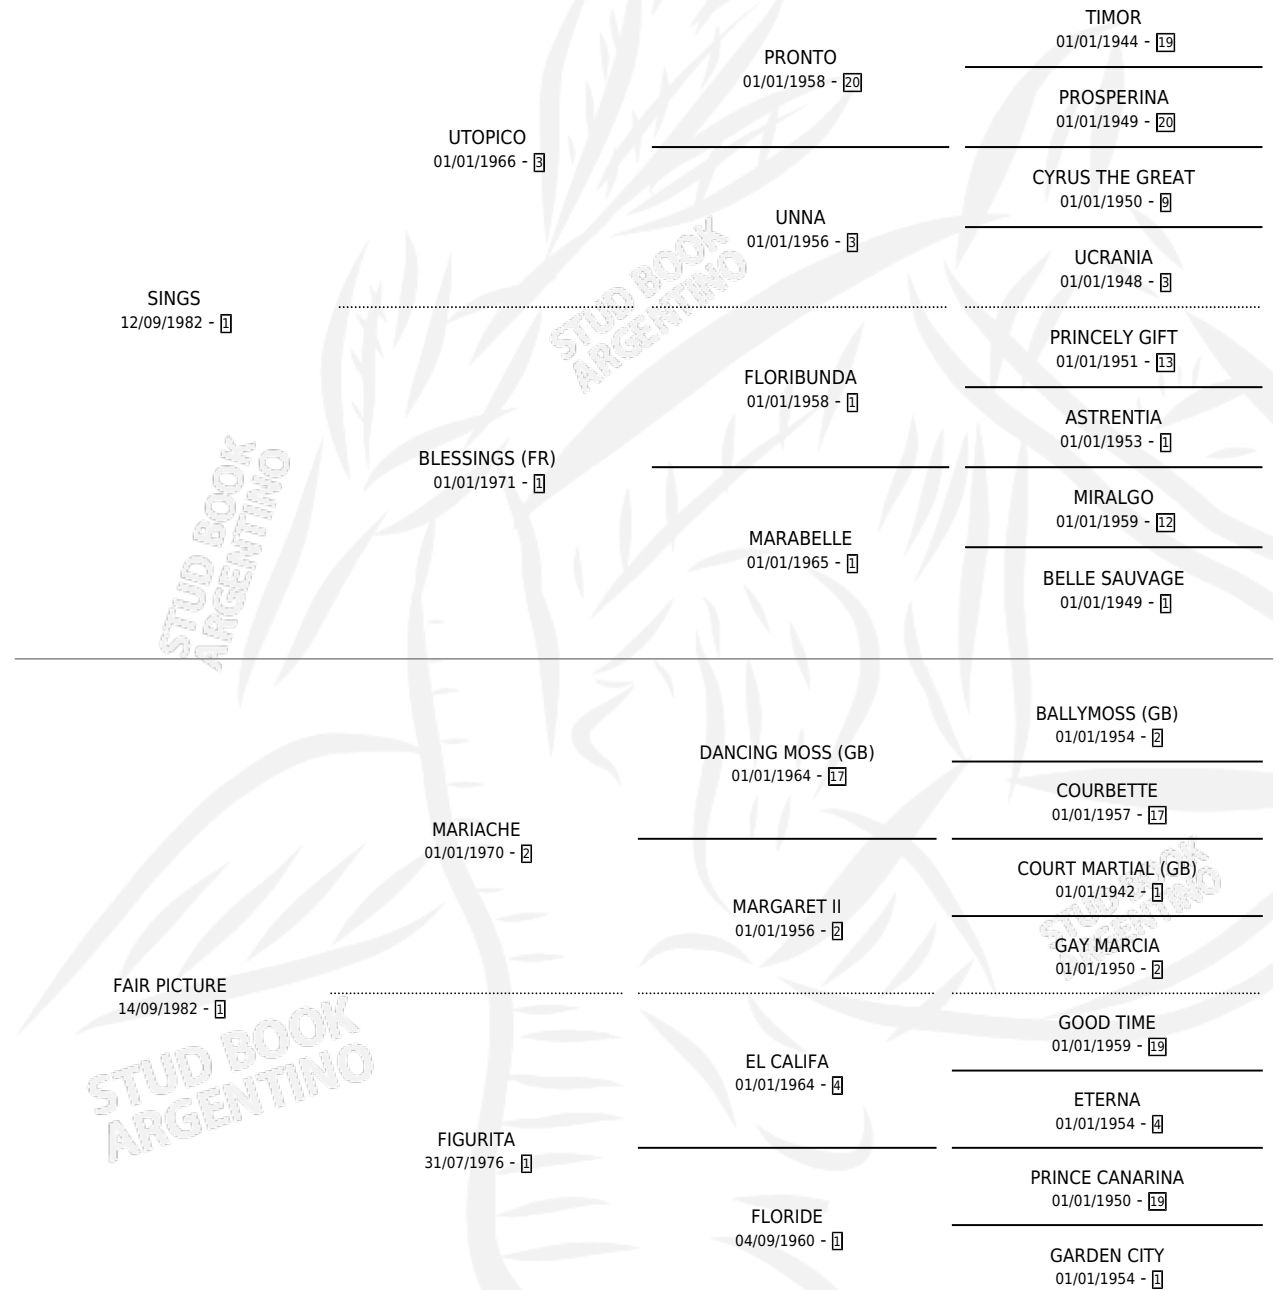 TIMOR
01/01/1944 - 19
PRONTO
01/01/1958 - 20
PROSPERINA
01/01/1949 - 20
UTOPICO
01/01/1966 - 3
CYRUS THE GREAT
01/01/1950 - 9
UNNA
01/01/1956 - 3
UCRANIA
01/01/1948 - 3
SINGS
12/09/1982 - 1
PRINCELY GIFT
01/01/1951 - 13
FLORIBUNDA
01/01/1958 - 1
ASTRENTIA
01/01/1953 - 1
BLESSINGS (FR)
01/01/1971 - 1
MIRALGO
01/01/1959 - 12
MARABELLE
01/01/1965 - 1
BELLE SAUVAGE
01/01/1949 - 1
STUD BOOK
ARGENTINO
STUD BOOK
ARGENTINO
BALLYMOSS (GB)
01/01/1954 - 2
DANCING MOSS (GB)
01/01/1964 - 17
COURBETTE
01/01/1957 - 17
MARIACHE
01/01/1970 - 2
COURT MARTIAL (GB)
01/01/1942 - 1
MARGARET II
01/01/1956 - 2
GAY MARCIA
01/01/1950 - 2
FAIR PICTURE
14/09/1982 - 1
GOOD TIME
01/01/1959 - 19
EL CALIFA
01/01/1964 - 4
ETERNA
01/01/1954 - 4
FIGURITA
31/07/1976 - 1
PRINCE CANARINA
01/01/1950 - 19
FLORIDE
04/09/1960 - 1
GARDEN CITY
01/01/1954 - 1
STUD BOOK
ARGENTINO
STUD BOOK
ARGENTINO